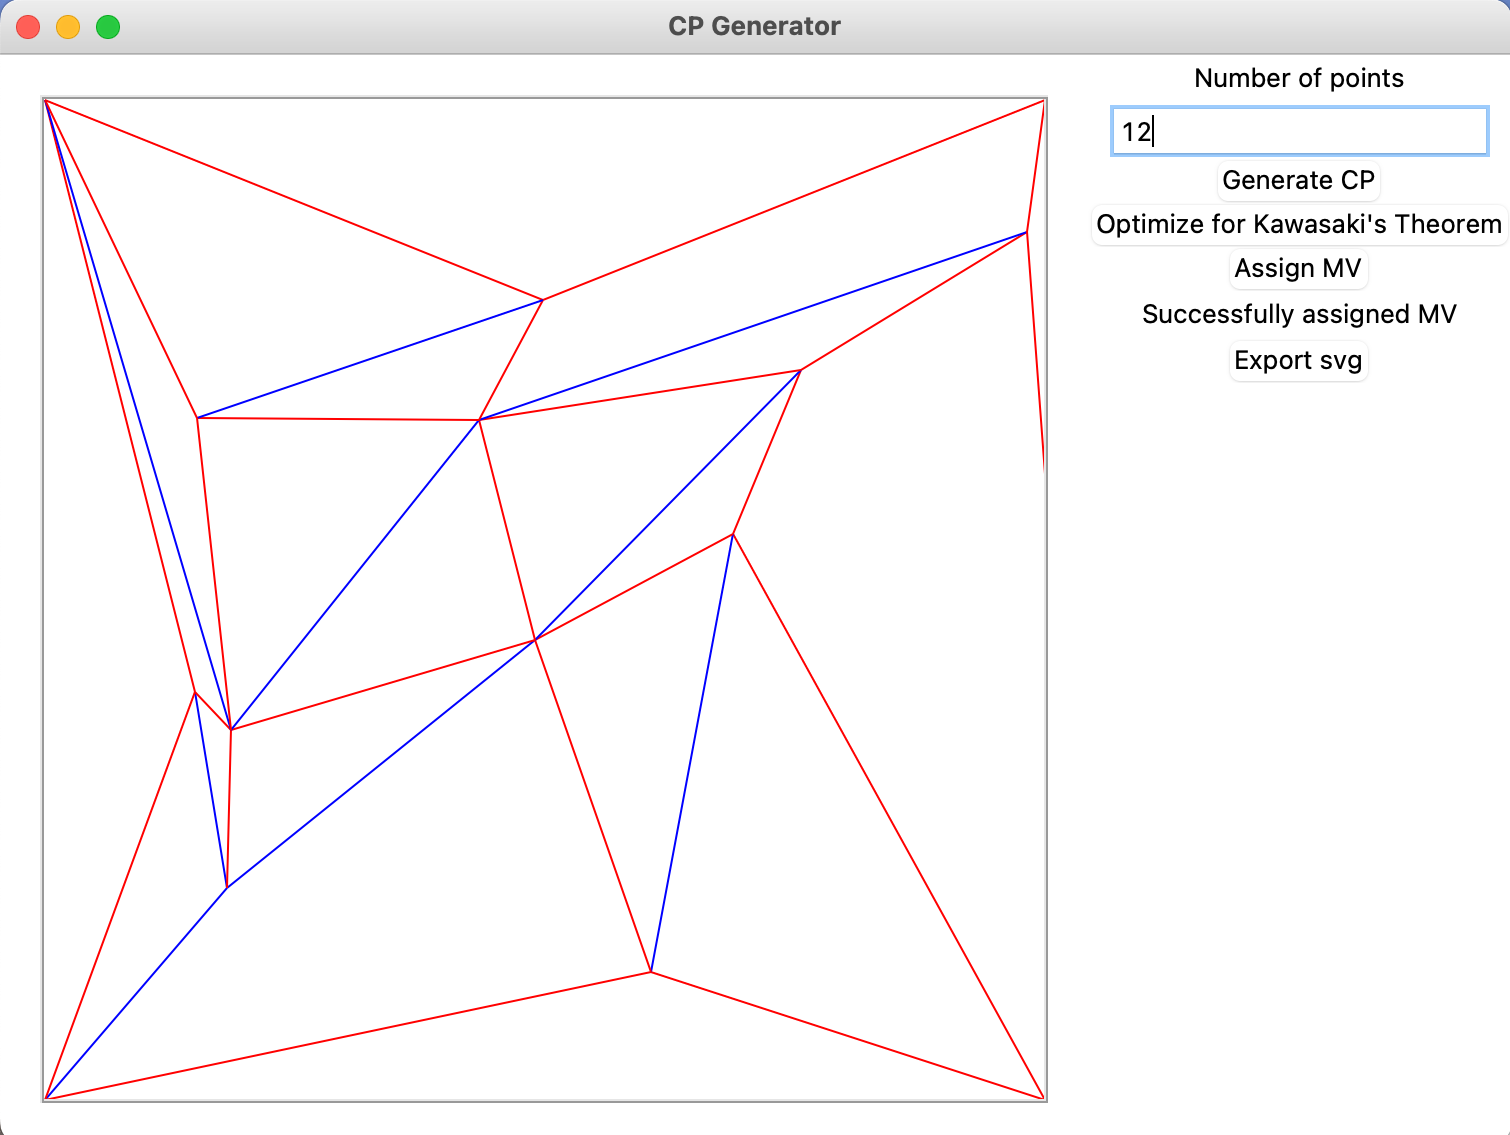 CP Generator
Number of points
12
Generate CP
Optimize for Kawasaki's Theorem
Assign MV
Successfully assigned MV
Export svg